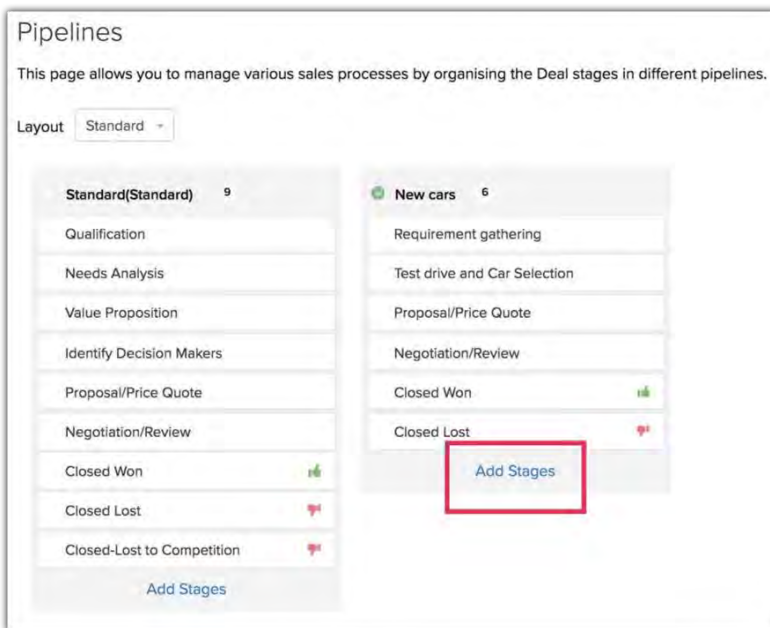 Pipelines
This page allows you to manage various sales processes by organising the Deal stages in different pipelines.
Layout Standard
Standard(Standard) 9
Qualification
Needs Analysis
Value Proposition
Identify Decision Makers
Proposal/Price Quote
Negotiation/Review
Closed Won
Closed Lost
Closed-Lost to Competition
Add Stages
New cars 6
Requirement gathering
Test drive and Car Selection
Proposal/Price Quote
Negotiation/Review
Closed Won
Closed Lost
Add Stages